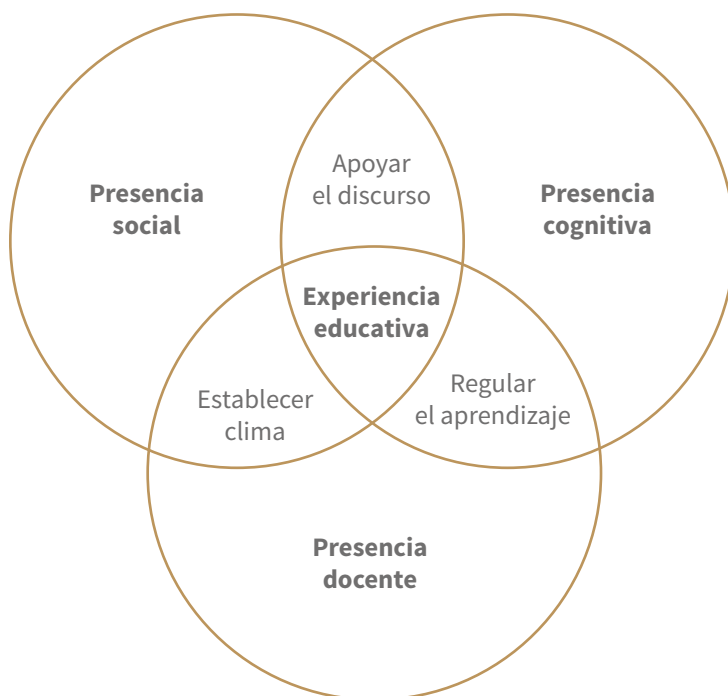 Apoyar
el discurso
Presencia
social
Presencia
cognitiva
Experiencia
educativa
Establecer
clima
Regular
el aprendizaje
Presencia
docente